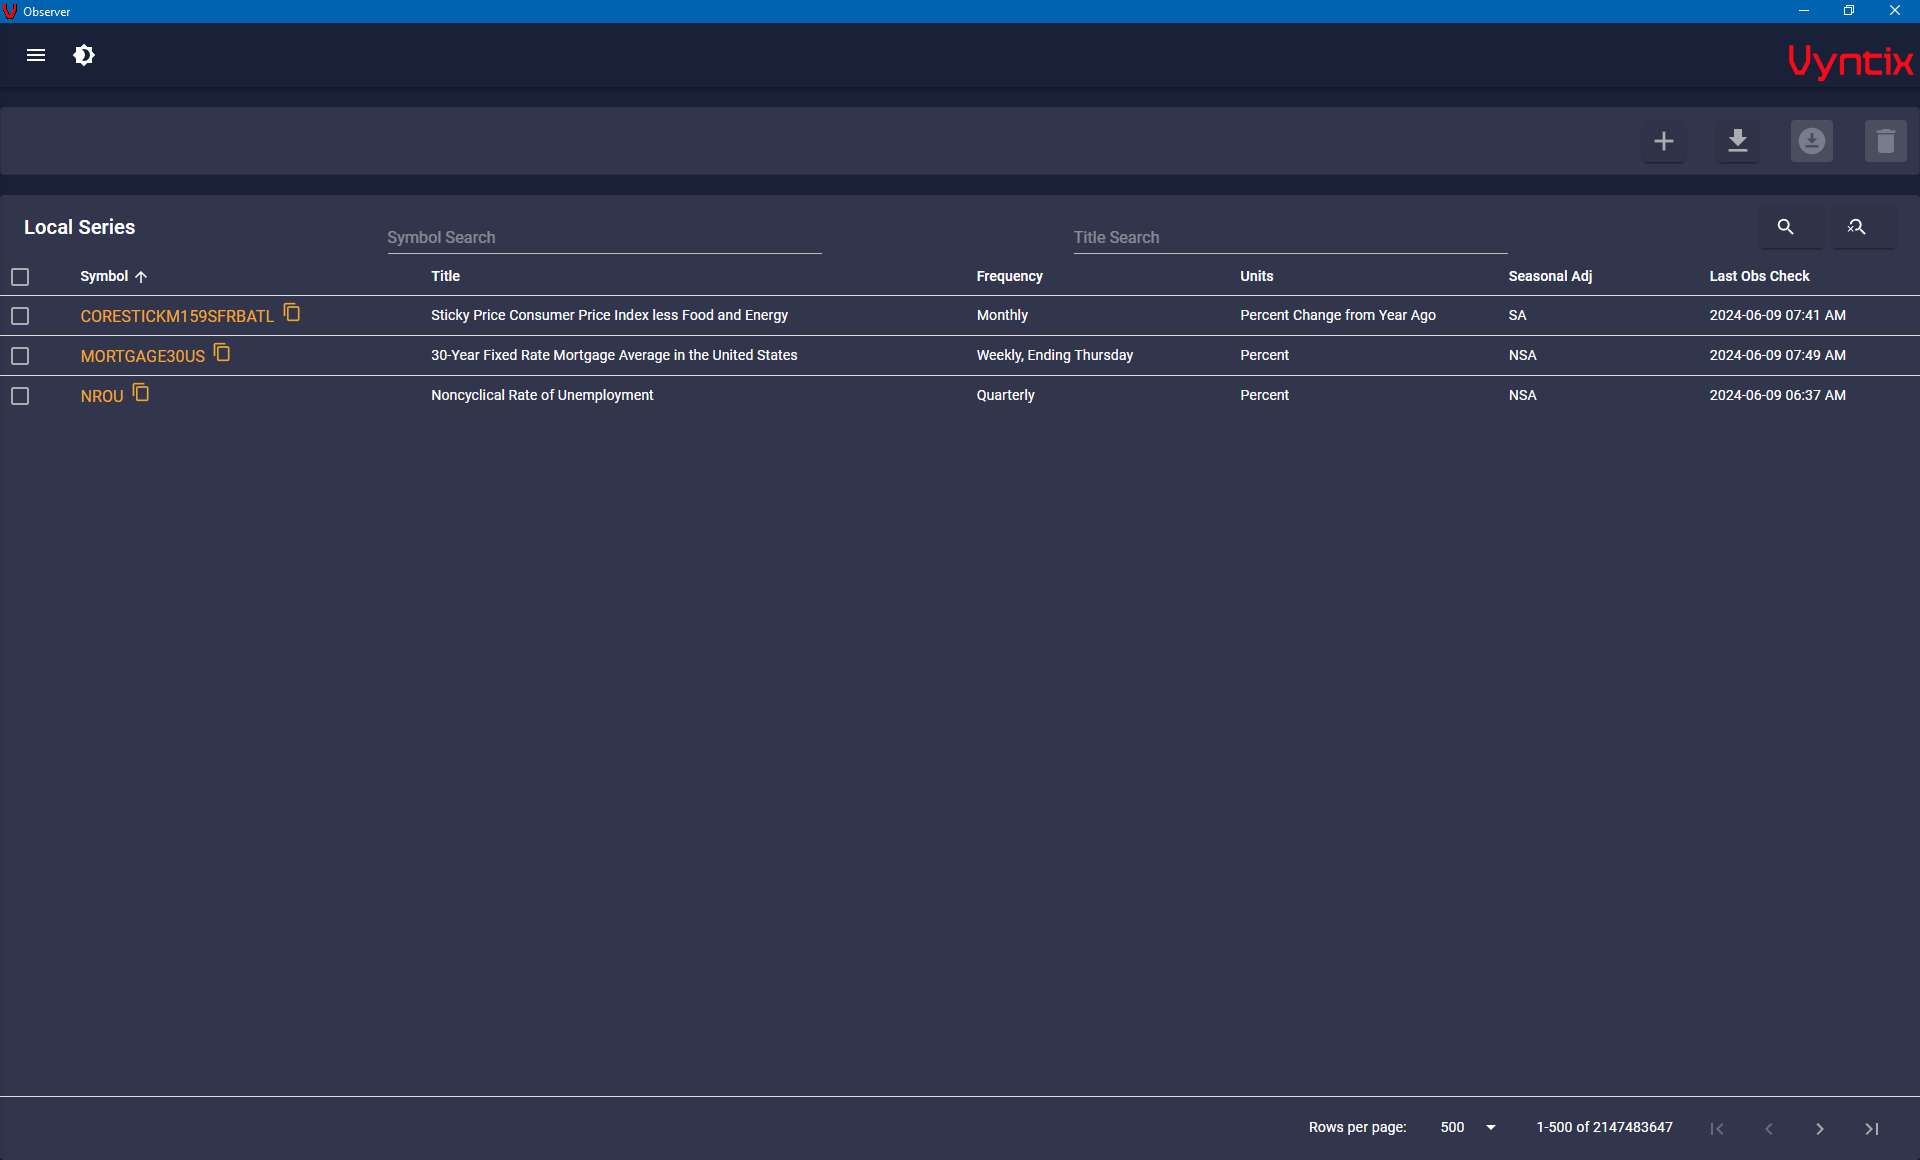 Observer
Vyntix
Local Series
Symbol Search
Title Search
Symbol Title Frequency Units Seasonal Adj Last Obs Check
CORESTICKM159SFRBATL Sticky Price Consumer Price Index less Food and Energy Monthly Percent Change from Year Ago SA 2024-06-09 07:41 AM
MORTGAGE30US 30-Year Fixed Rate Mortgage Average in the United States Weekly, Ending Thursday Percent NSA 2024-06-09 07:49 AM
NROU Noncyclical Rate of Unemployment Quarterly Percent NSA 2024-06-09 06:37 AM
Rows per page: 500 1-500 of 2147483647